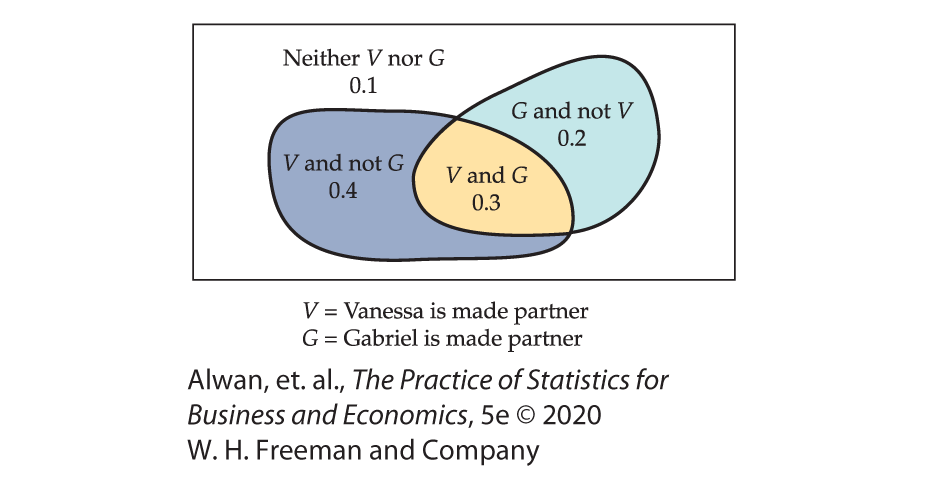 Neither V nor G
0.1
G and not V
0.2
V and not G
0.4
V and G
0.3
V = Vanessa is made partner
G = Gabriel is made partner
Alwan, et. al., The Practice of Statistics for
Business and Economics, 5e © 2020
W. H. Freeman and Company